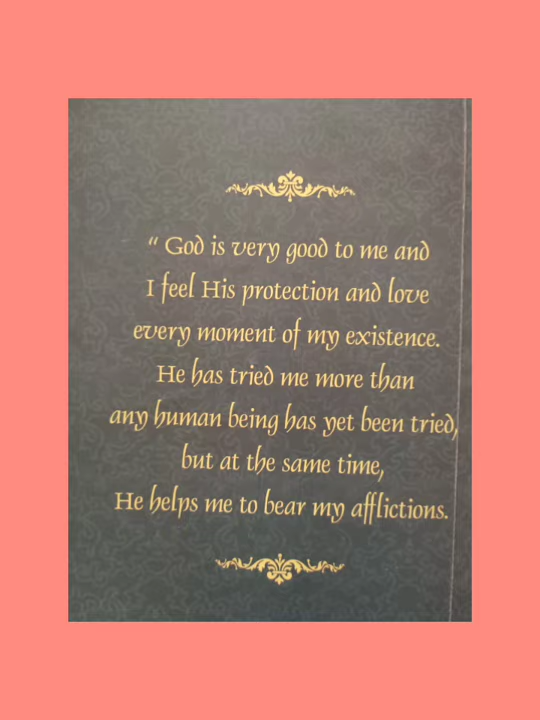 “ God is very good to me and
I feel His protection and love
every moment of my existence.
He has tried me more than
any human being has yet been tried,
but at the same time,
He helps me to bear my afflictions.